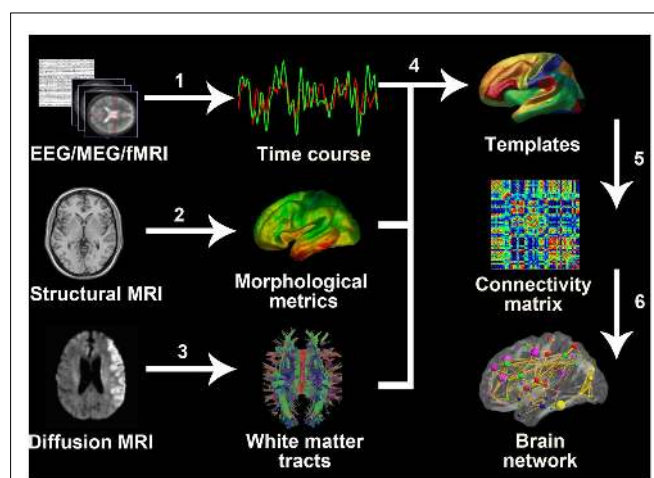 1
4
EEG/MEG/fMRI
Time course
Templates
5
2
Structural MRI
Morphological
metrics
Connectivity
matrix
6
3
Diffusion MRI
White matter
tracts
Brain
network